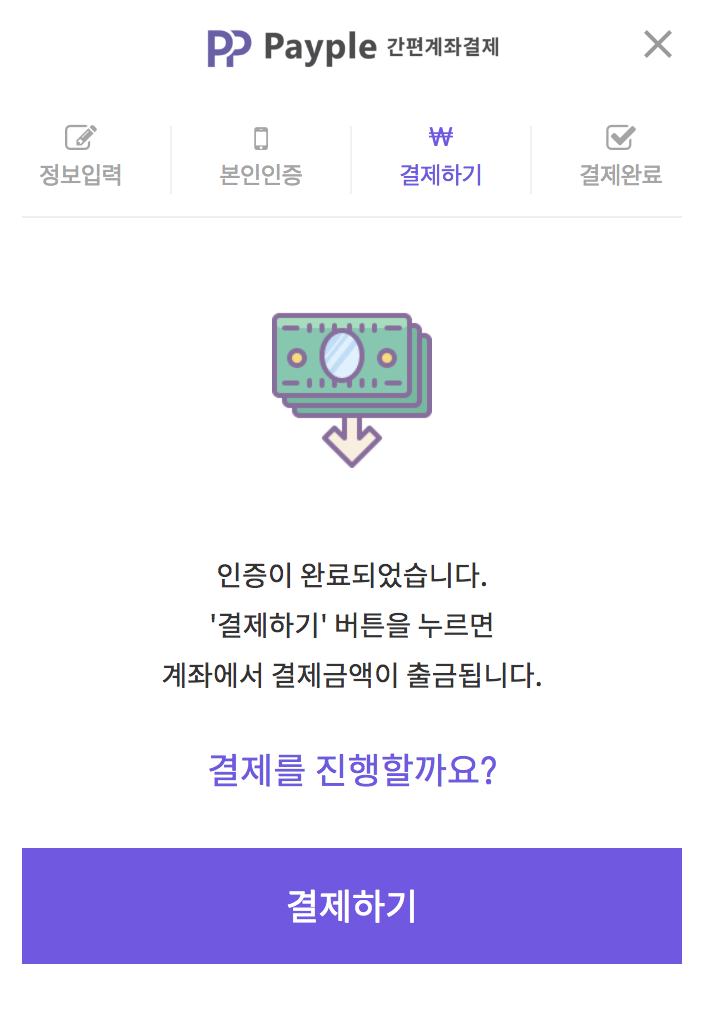 Payple 간편계좌결제
정보입력 본인인증 결제하기 결제완료
인증이 완료되었습니다.
'결제하기' 버튼을 누르면
계좌에서 결제금액이 출금됩니다.
결제를 진행할까요?
결제하기